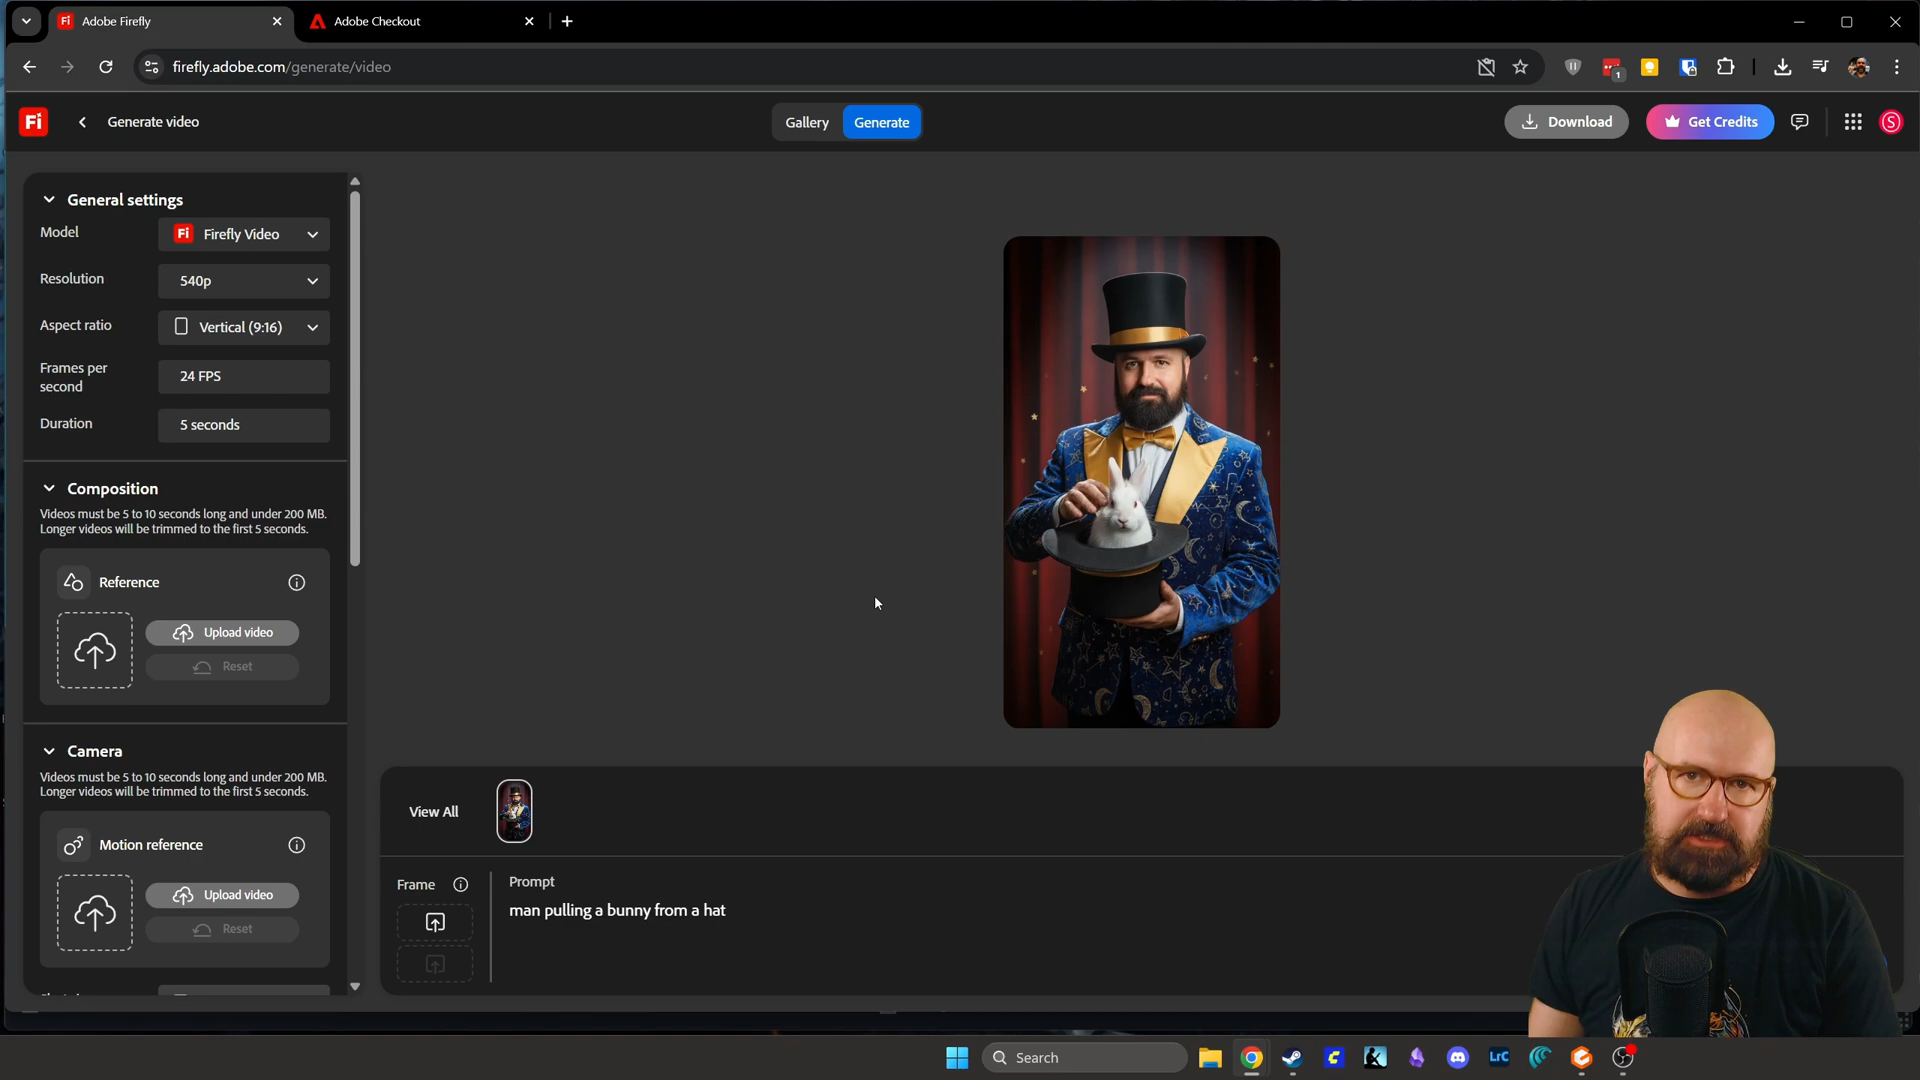 Fi Adobe Firefly
Adobe Checkout
firefly.adobe.com/generate/video
1
Fi Generate video
Gallery Generate
Download Get Credits S
General settings
Model Fi Firefly Video
Resolution 540p
Aspect ratio Vertical (9:16)
Frames per
second
24 FPS
Duration 5 seconds
Composition
Videos must be 5 to 10 seconds long and under 200 MB.
Longer videos will be trimmed to the first 5 seconds.
Reference
Upload video
Reset
Camera
Videos must be 5 to 10 seconds long and under 200 MB.
Longer videos will be trimmed to the first 5 seconds.
Motion reference
Upload video
Reset
View All
Frame
Prompt
man pulling a bunny from a hat
Search
LrC